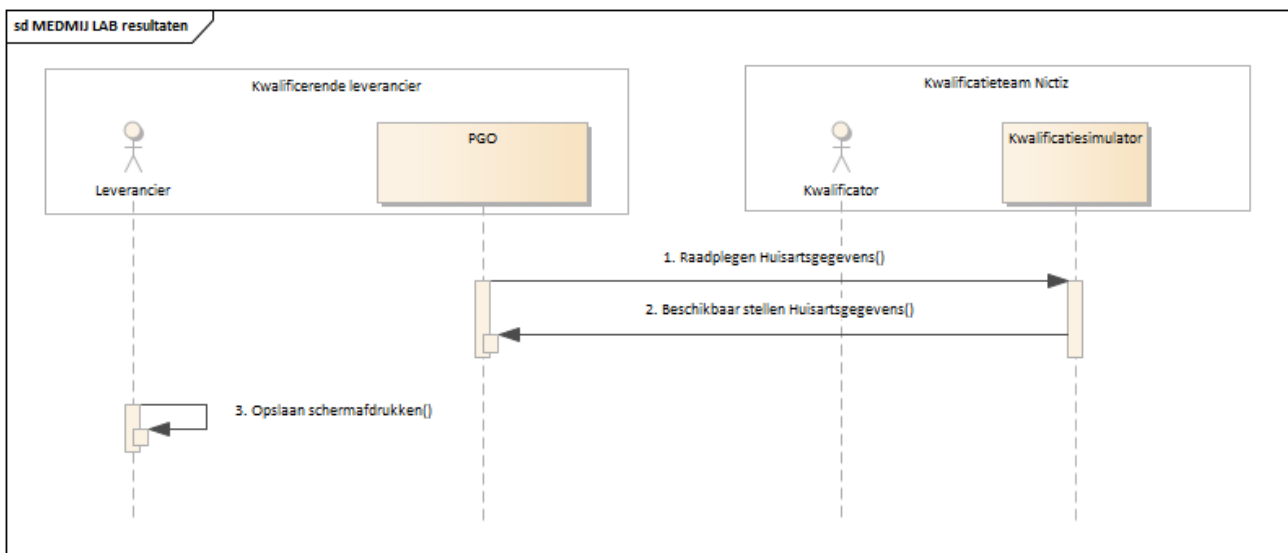 sd MEDMIJ LAB resultaten
Kwalificerende leverancier
Kwalificatieteam Nictiz
PGO
Kwalificatiesimulator
Leverancier
Kwalificator
1. Raadplegen Huisartsgegevens()
2. Beschikbaar stellen Huisartsgegevens()
3. Opslaan schermafdrukken()